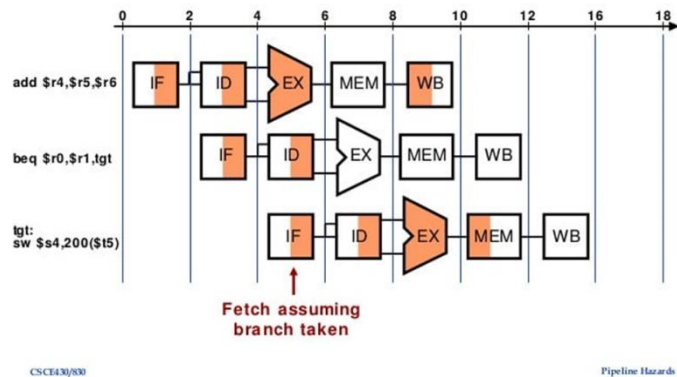 0 2 4 6 8 10 12 16 18
add $r4,$r5,$r6 IF ID EX MEM WB
beq $r0,$r1,tgt IF ID EX MEM WB
tgt:
sw $s4,200($t5) IF ID EX MEM WB
Fetch assuming
branch taken
CSCE430/830 Pipeline Hazards